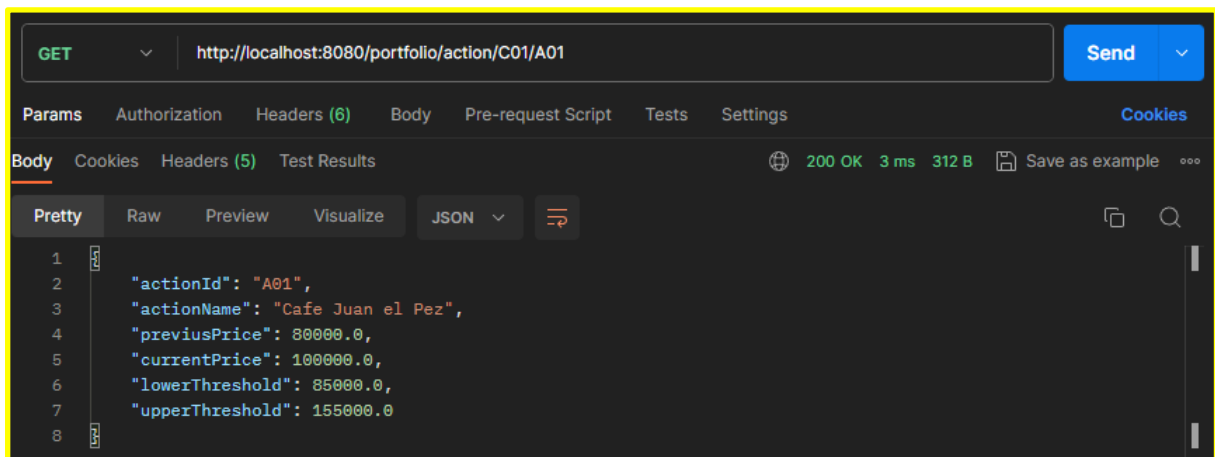 GET http://localhost:8080/portfolio/action/C01/A01 Send
Params Authorization Headers (6) Body Pre-request Script Tests Settings Cookies
Body Cookies Headers (5) Test Results 200 OK 3 ms 312 B Save as example
Pretty Raw Preview Visualize JSON
1 {
2 "actionId": "A01",
3 "actionName": "Cafe Juan el Pez",
4 "previusPrice": 80000.0,
5 "currentPrice": 100000.0,
6 "lowerThreshold": 85000.0,
7 "upperThreshold": 155000.0
8 }